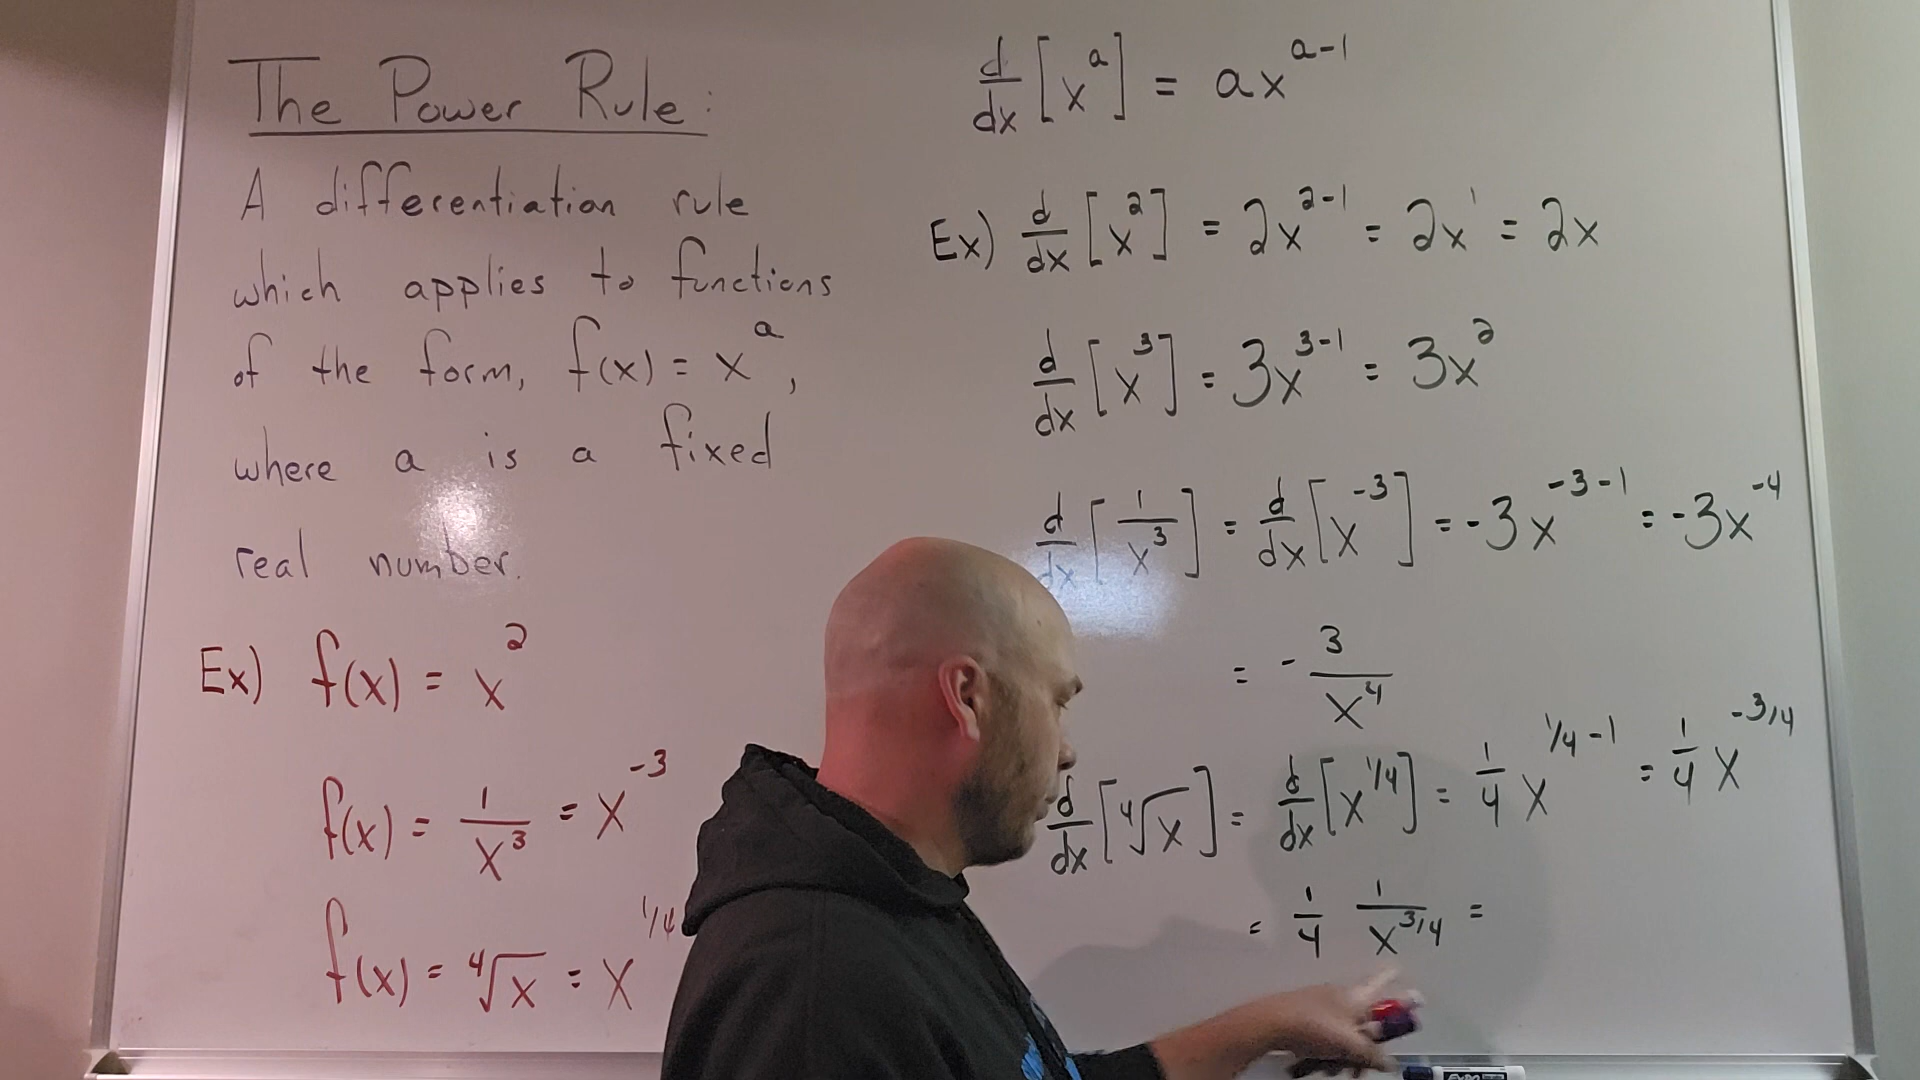 The Power Rule:
A differentiation rule
which applies to functions
of the form, f(x) = x^a,
where a is a fixed
real number.
Ex) f(x) = x^2
f(x) = 1/x^3 = x^-3
f(x) = ∜x = x^1/4
d/dx [x^a] = ax^a-1
Ex) d/dx [x^2] = 2x^2-1 = 2x^1 = 2x
d/dx [x^3] = 3x^3-1 = 3x^2
d/dx [1/x^3] = d/dx [x^-3] = -3x^-3-1 = -3x^-4
= - 3/x^4
d/dx [∜x] = d/dx [x^1/4] = 1/4 x^1/4-1 = 1/4 x^-3/4
= 1/4 1/x^3/4 =
EXPO